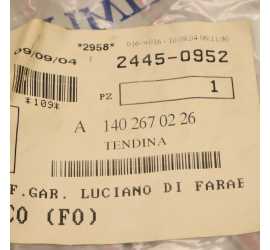 *2958*
09/09/04
2445-0952
*109*
PZ 1
A 140 267 02 26
TENDINA
F.GAR. LUCIANO DI FARAE
CO (FO)